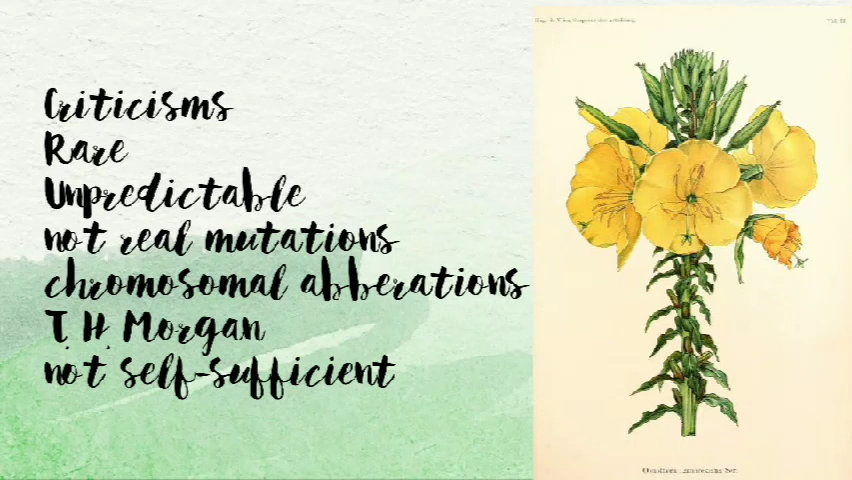 Criticisms
Rare
Unpredictable
not real mutations
chromosomal abberations
T. H. Morgan
not self-sufficient